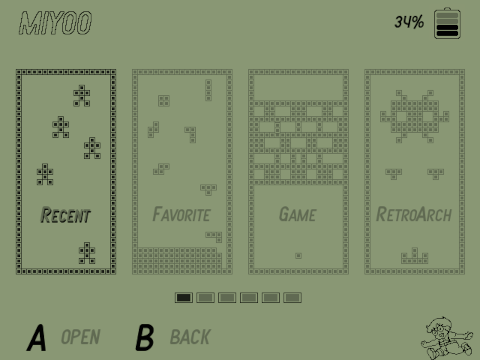 MIYOO
34%
RECENT
FAVORITE
GAME
RETROARCH
A OPEN B BACK